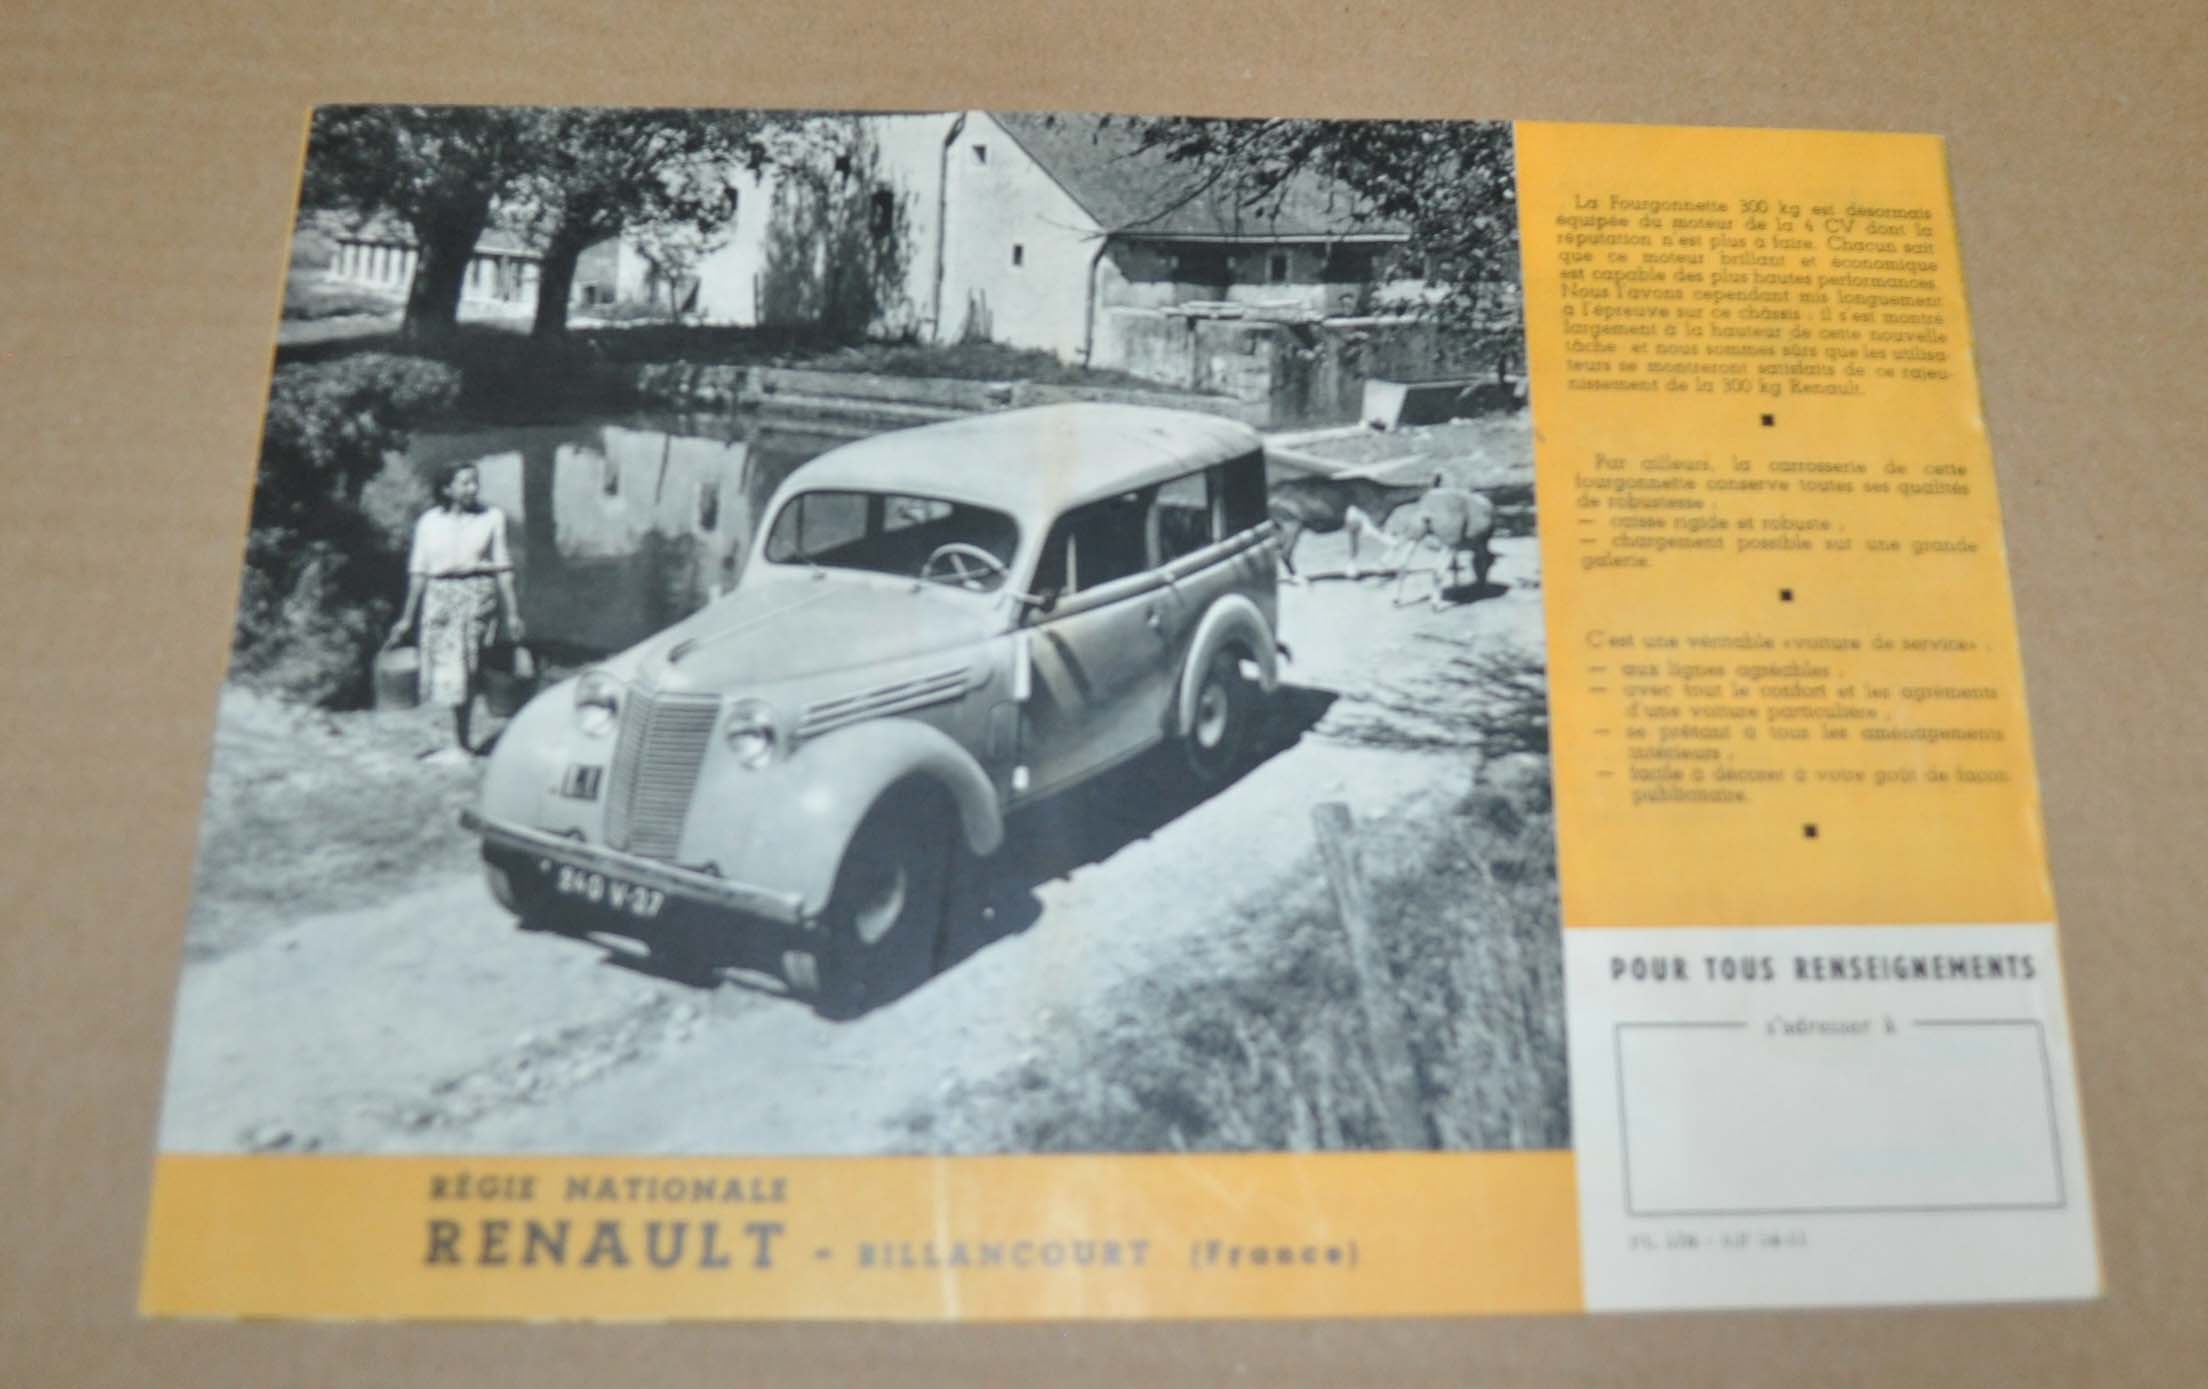 La Fourgonnette 300 kg est désormais
équipée du moteur de la 4 CV dont la
réputation n'est plus à faire. Chacun sait
que ce moteur brillant et économique
est capable des plus hautes performances.
Nous l'avons cependant mis longuement
à l'épreuve sur ce châssis : il s'est montré
largement à la hauteur de cette nouvelle
tâche et nous sommes sûrs que les utilisa-
teurs se montreront satisfaits de ce rajeu-
nissement de la 300 kg Renault.
Par ailleurs, la carrosserie de cette
fourgonnette conserve toutes ses qualités
de robustesse :
— caisse rigide et robuste ;
— chargement possible sur une grande
galerie.
C'est une véritable «voiture de service» :
— aux lignes agréables ;
— avec tout le confort et les agréments
d'une voiture particulière ;
— se prêtant à tous les aménagements
intérieurs ;
— facile à décorer à votre goût de façon
publicitaire.
POUR TOUS RENSEIGNEMENTS
s'adresser à
240 V-27
RÉGIE NATIONALE
RENAULT - BILLANCOURT (France)